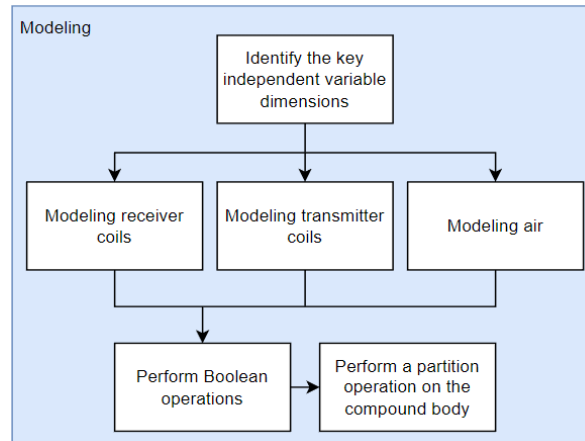 Modeling
Identify the key
independent variable
dimensions
Modeling receiver
coils
Modeling transmitter
coils
Modeling air
Perform Boolean
operations
Perform a partition
operation on the
compound body